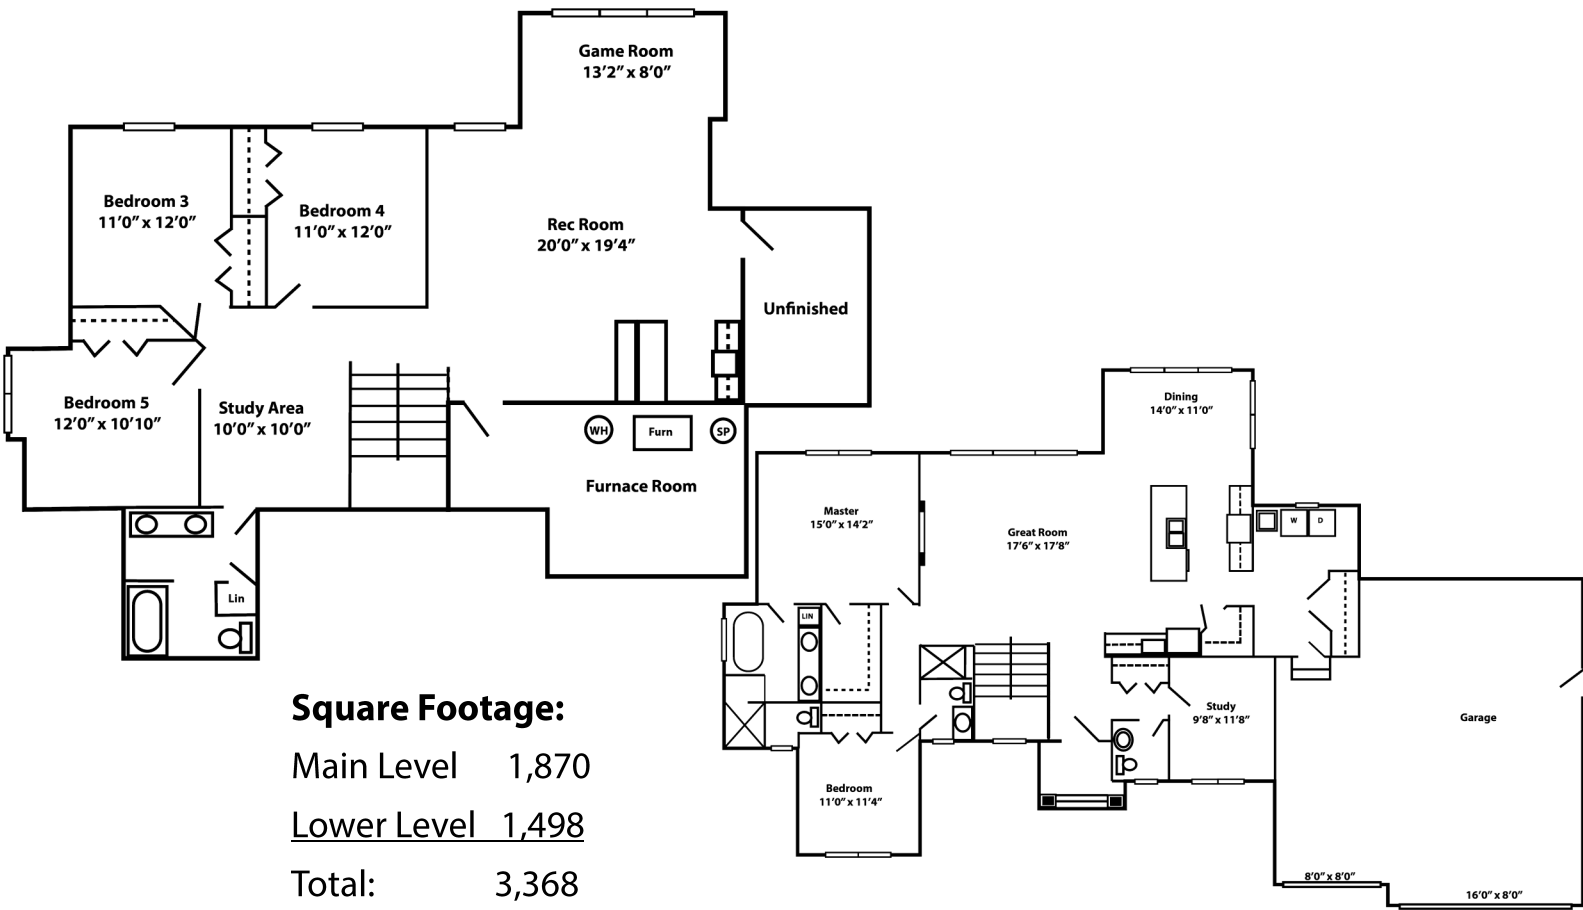 Game Room
13’2” x 8’0”
Bedroom 3
11’0” x 12’0”
Bedroom 4
11’0” x 12’0”
Rec Room
20’0” x 19’4”
Unfinished
Bedroom 5
12’0” x 10’10”
Study Area
10’0” x 10’0”
WH
Furn
SP
Furnace Room
Lin
Dining
14’0” x 11’0”
Master
15’0” x 14’2”
Great Room
17’6” x 17’8”
W
D
LIN
Study
9’8” x 11’8”
Garage
Bedroom
11’0” x 11’4”
8’0” x 8’0”
16’0” x 8’0”
Square Footage:
Main Level 1,870
Lower Level 1,498
Total: 3,368